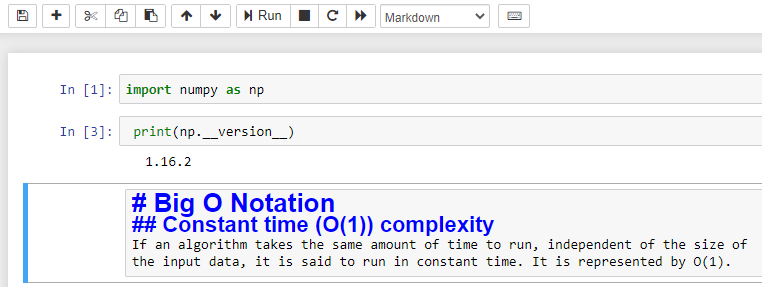 Run
Markdown
In [1]: import numpy as np
In [3]: print(np.__version__)
1.16.2
# Big O Notation
## Constant time (O(1)) complexity
If an algorithm takes the same amount of time to run, independent of the size of
the input data, it is said to run in constant time. It is represented by O(1).